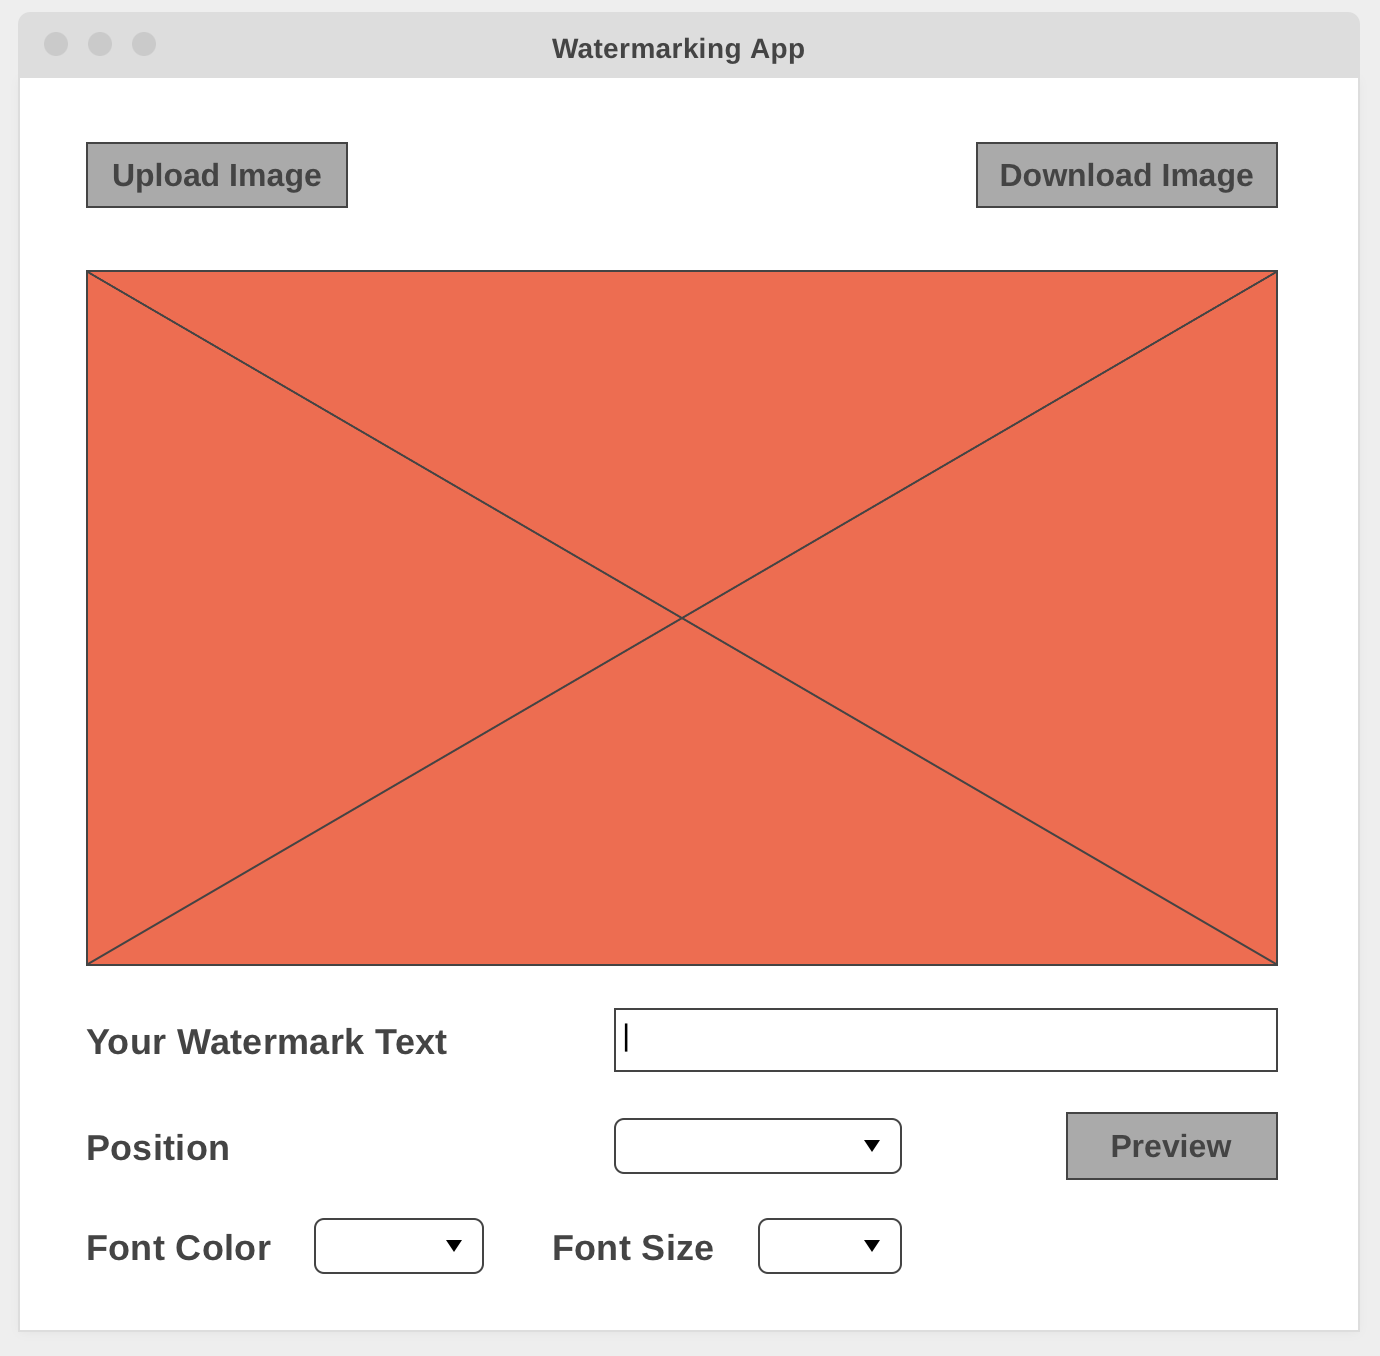 Watermarking App
Upload Image
Download Image
Your Watermark Text
Position
Preview
Font Color
Font Size